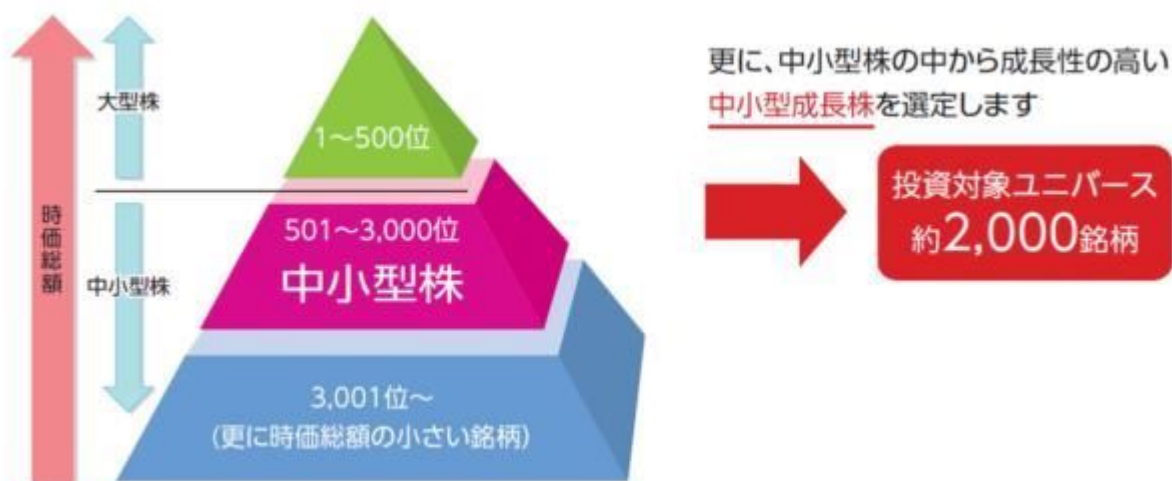 時価総額
大型株
中小型株
1～500位
501～3,000位
中小型株
3,001位～
(更に時価総額の小さい銘柄)
更に、中小型株の中から成長性の高い
中小型成長株を選定します
投資対象ユニバース
約2,000銘柄